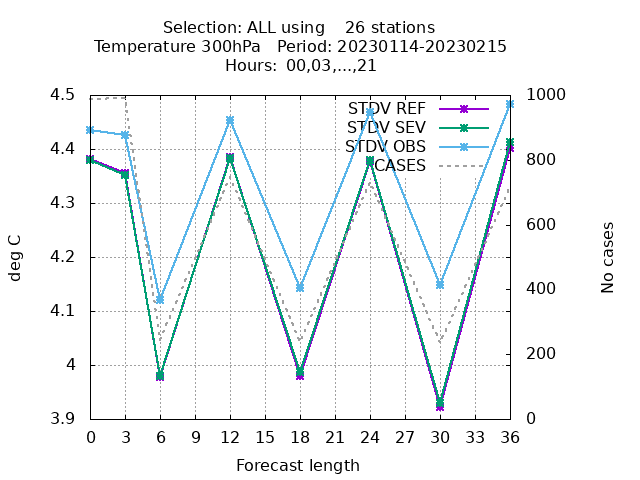 Selection: ALL using    26 stations
Temperature 300hPa   Period: 20230114-20230215
Hours:  00,03,...,21
4.5
4.4
4.3
4.2
4.1
4
3.9
deg C
STDV REF
STDV SEV
STDV OBS
CASES
1000
800
600
400
200
0
No cases
0 3 6 9 12 15 18 21 24 27 30 33 36
Forecast length